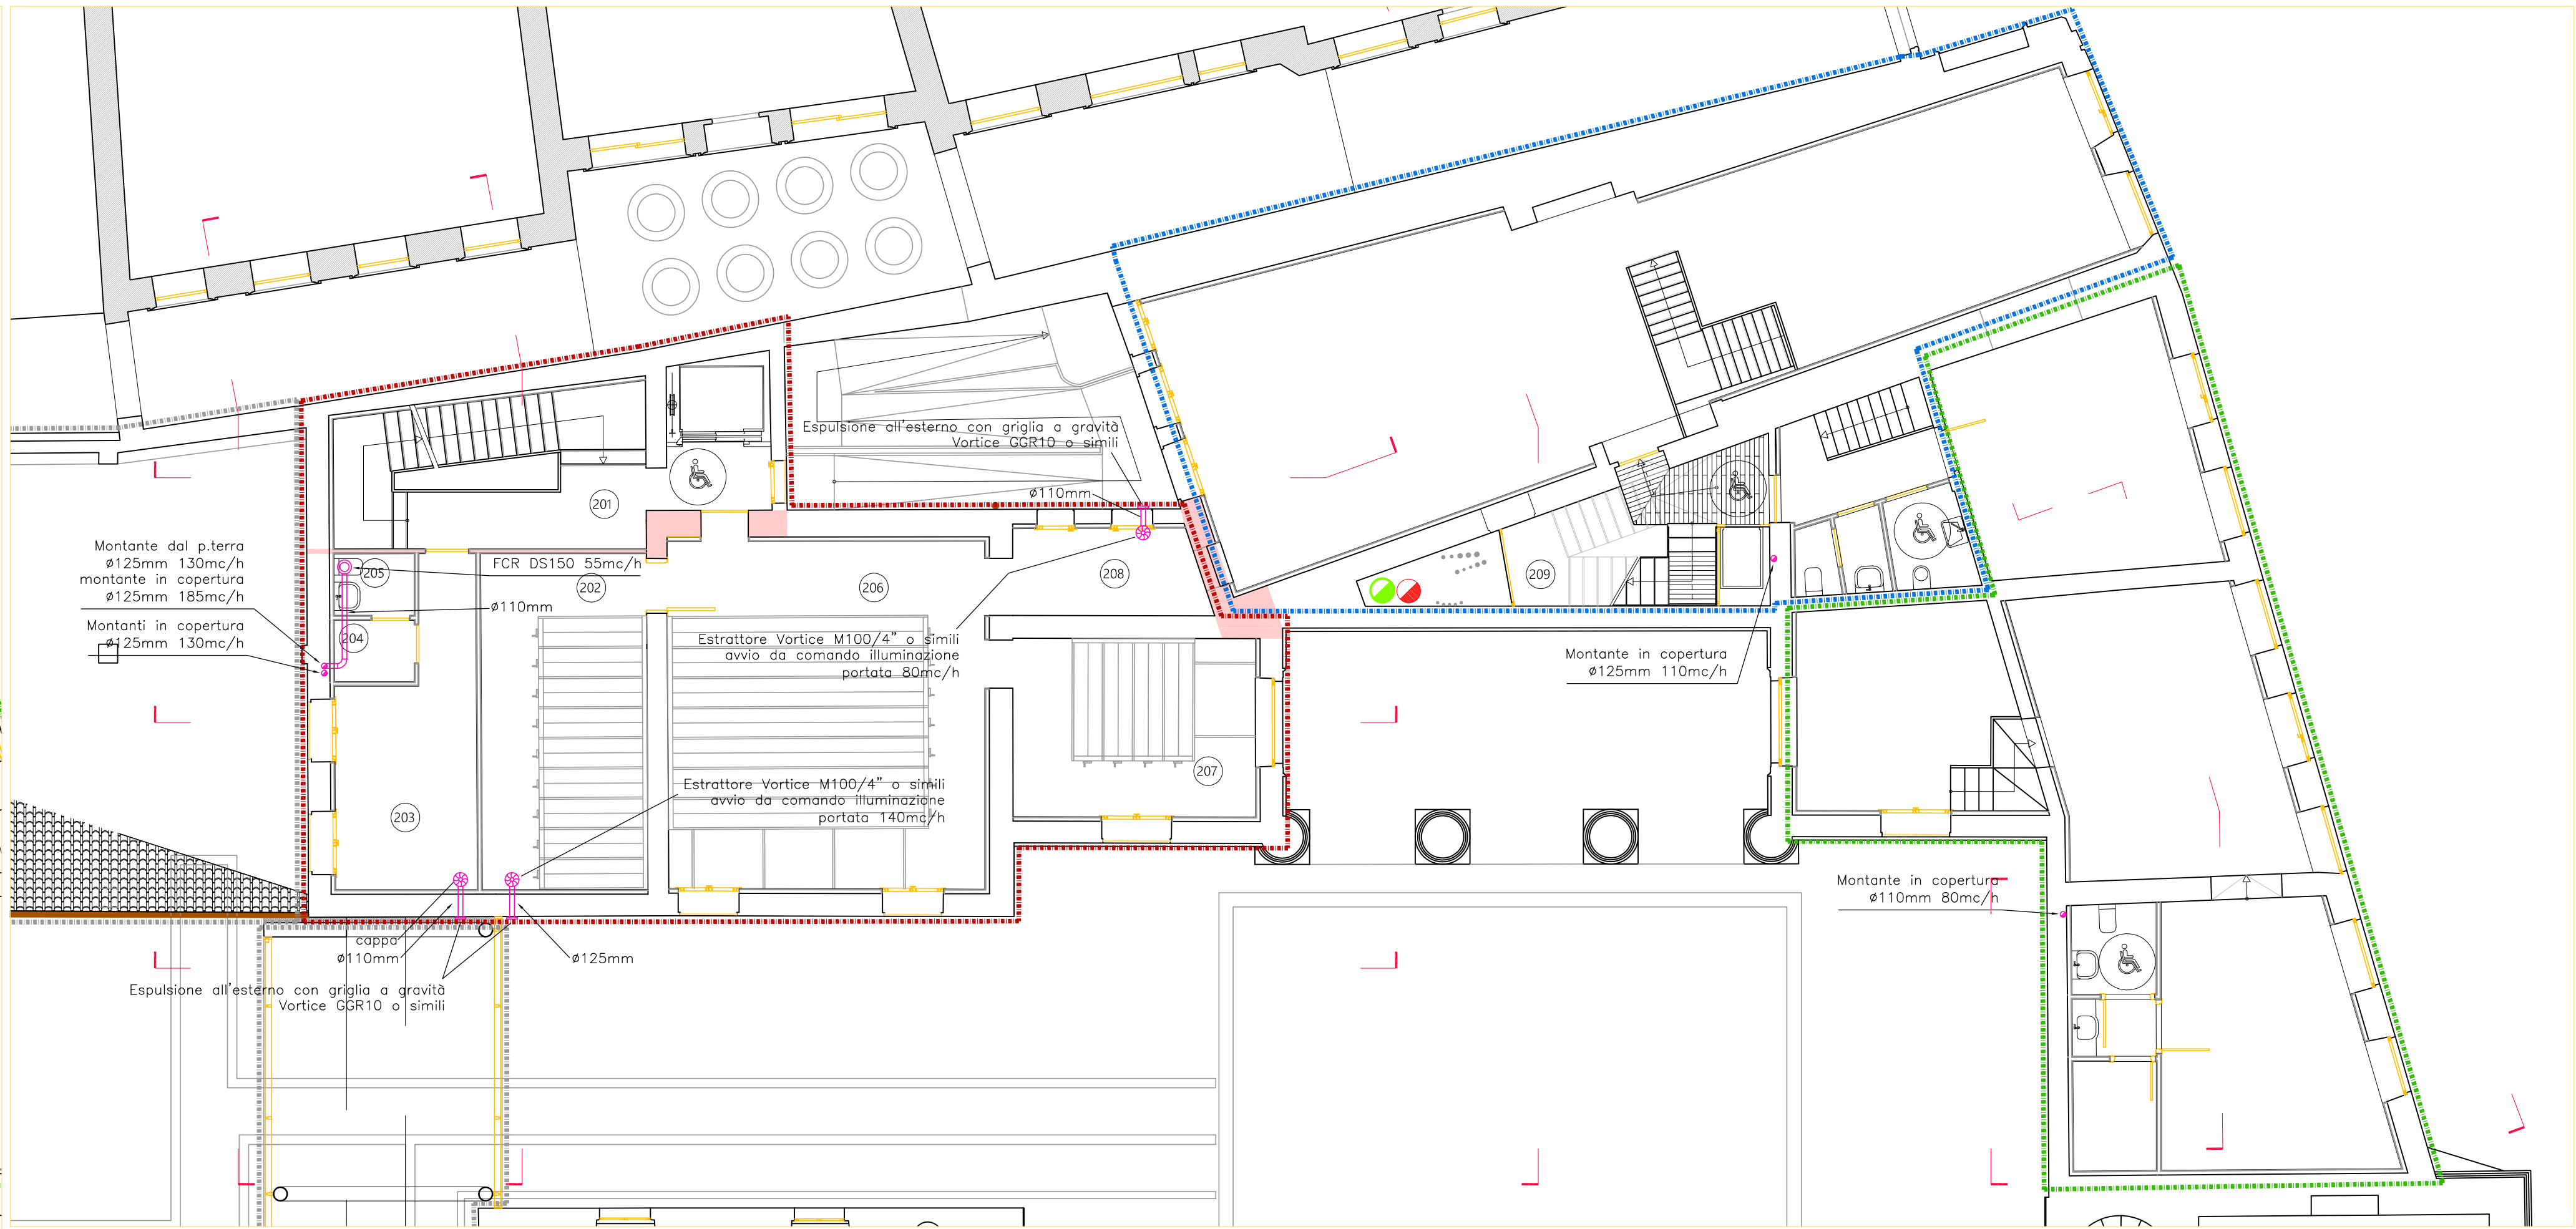 Espulsione all'esterno con griglia a gravità
Vortice GGR10 o simili
ø110mm
201
Montante dal p.terra
ø125mm 130mc/h
montante in copertura
ø125mm 185mc/h
Montanti in copertura
ø125mm 130mc/h
205
FCR DS150 55mc/h
202
206
208
209
ø110mm
204
Estrattore Vortice M100/4" o simili
avvio da comando illuminazione
portata 80mc/h
Montante in copertura
ø125mm 110mc/h
207
Estrattore Vortice M100/4" o simili
avvio da comando illuminazione
portata 140mc/h
203
Montante in copertura
ø110mm 80mc/h
cappa
ø110mm
ø125mm
Espulsione all'esterno con griglia a gravità
Vortice GGR10 o simili